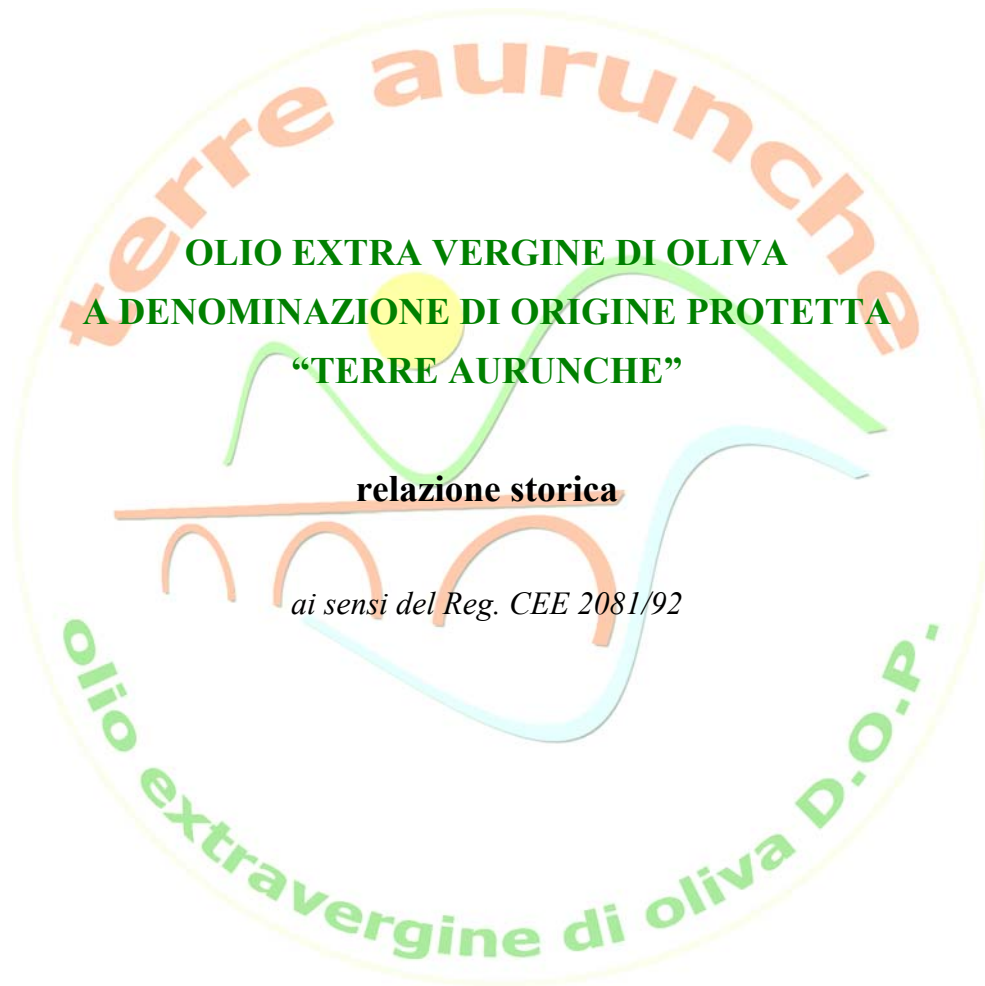 terre aurunche
OLIO EXTRA VERGINE DI OLIVA
A DENOMINAZIONE DI ORIGINE PROTETTA
“TERRE AURUNCHE”
relazione storica
ai sensi del Reg. CEE 2081/92
olio extravergine di oliva D.O.P.